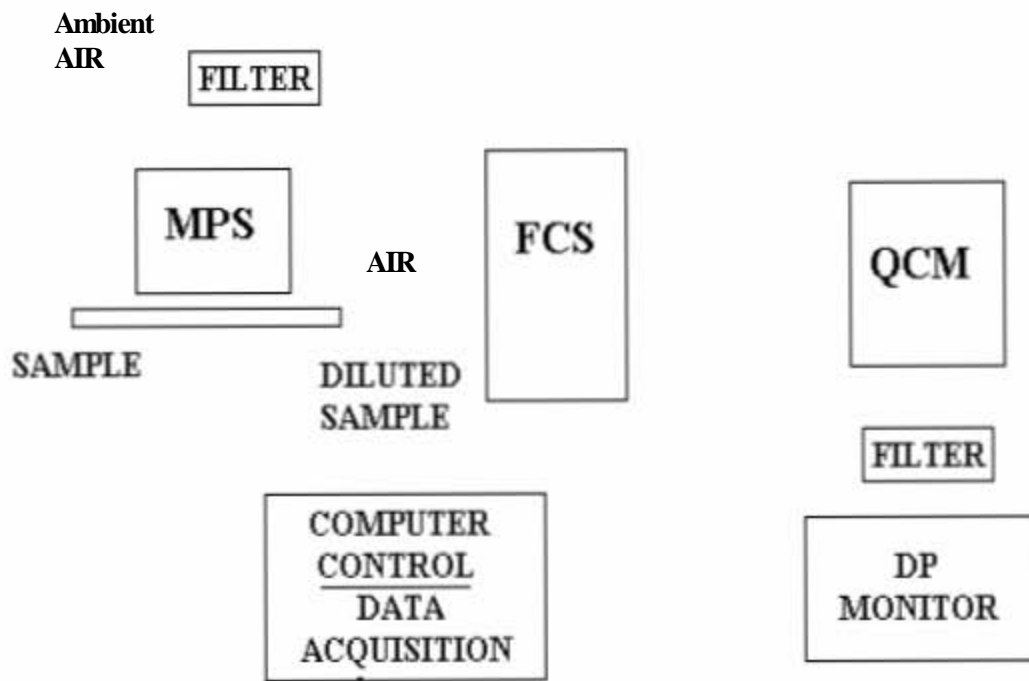 Ambient
AIR
FILTER
MPS
AIR
FCS
QCM
SAMPLE
DILUTED
SAMPLE
FILTER
COMPUTER
CONTROL
DATA
ACQUISITION
DP
MONITOR